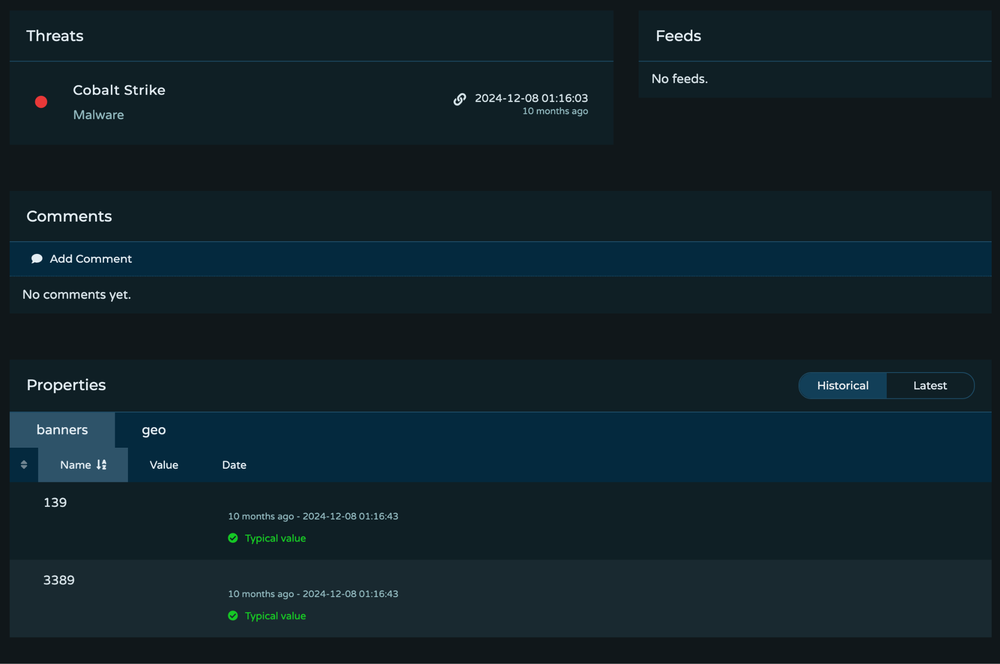 Threats
Feeds
Cobalt Strike
Malware
2024-12-08 01:16:03
10 months ago
No feeds.
Comments
Add Comment
No comments yet.
Properties
Historical
Latest
banners
geo
Name
Value
Date
139
10 months ago - 2024-12-08 01:16:43
Typical value
3389
10 months ago - 2024-12-08 01:16:43
Typical value